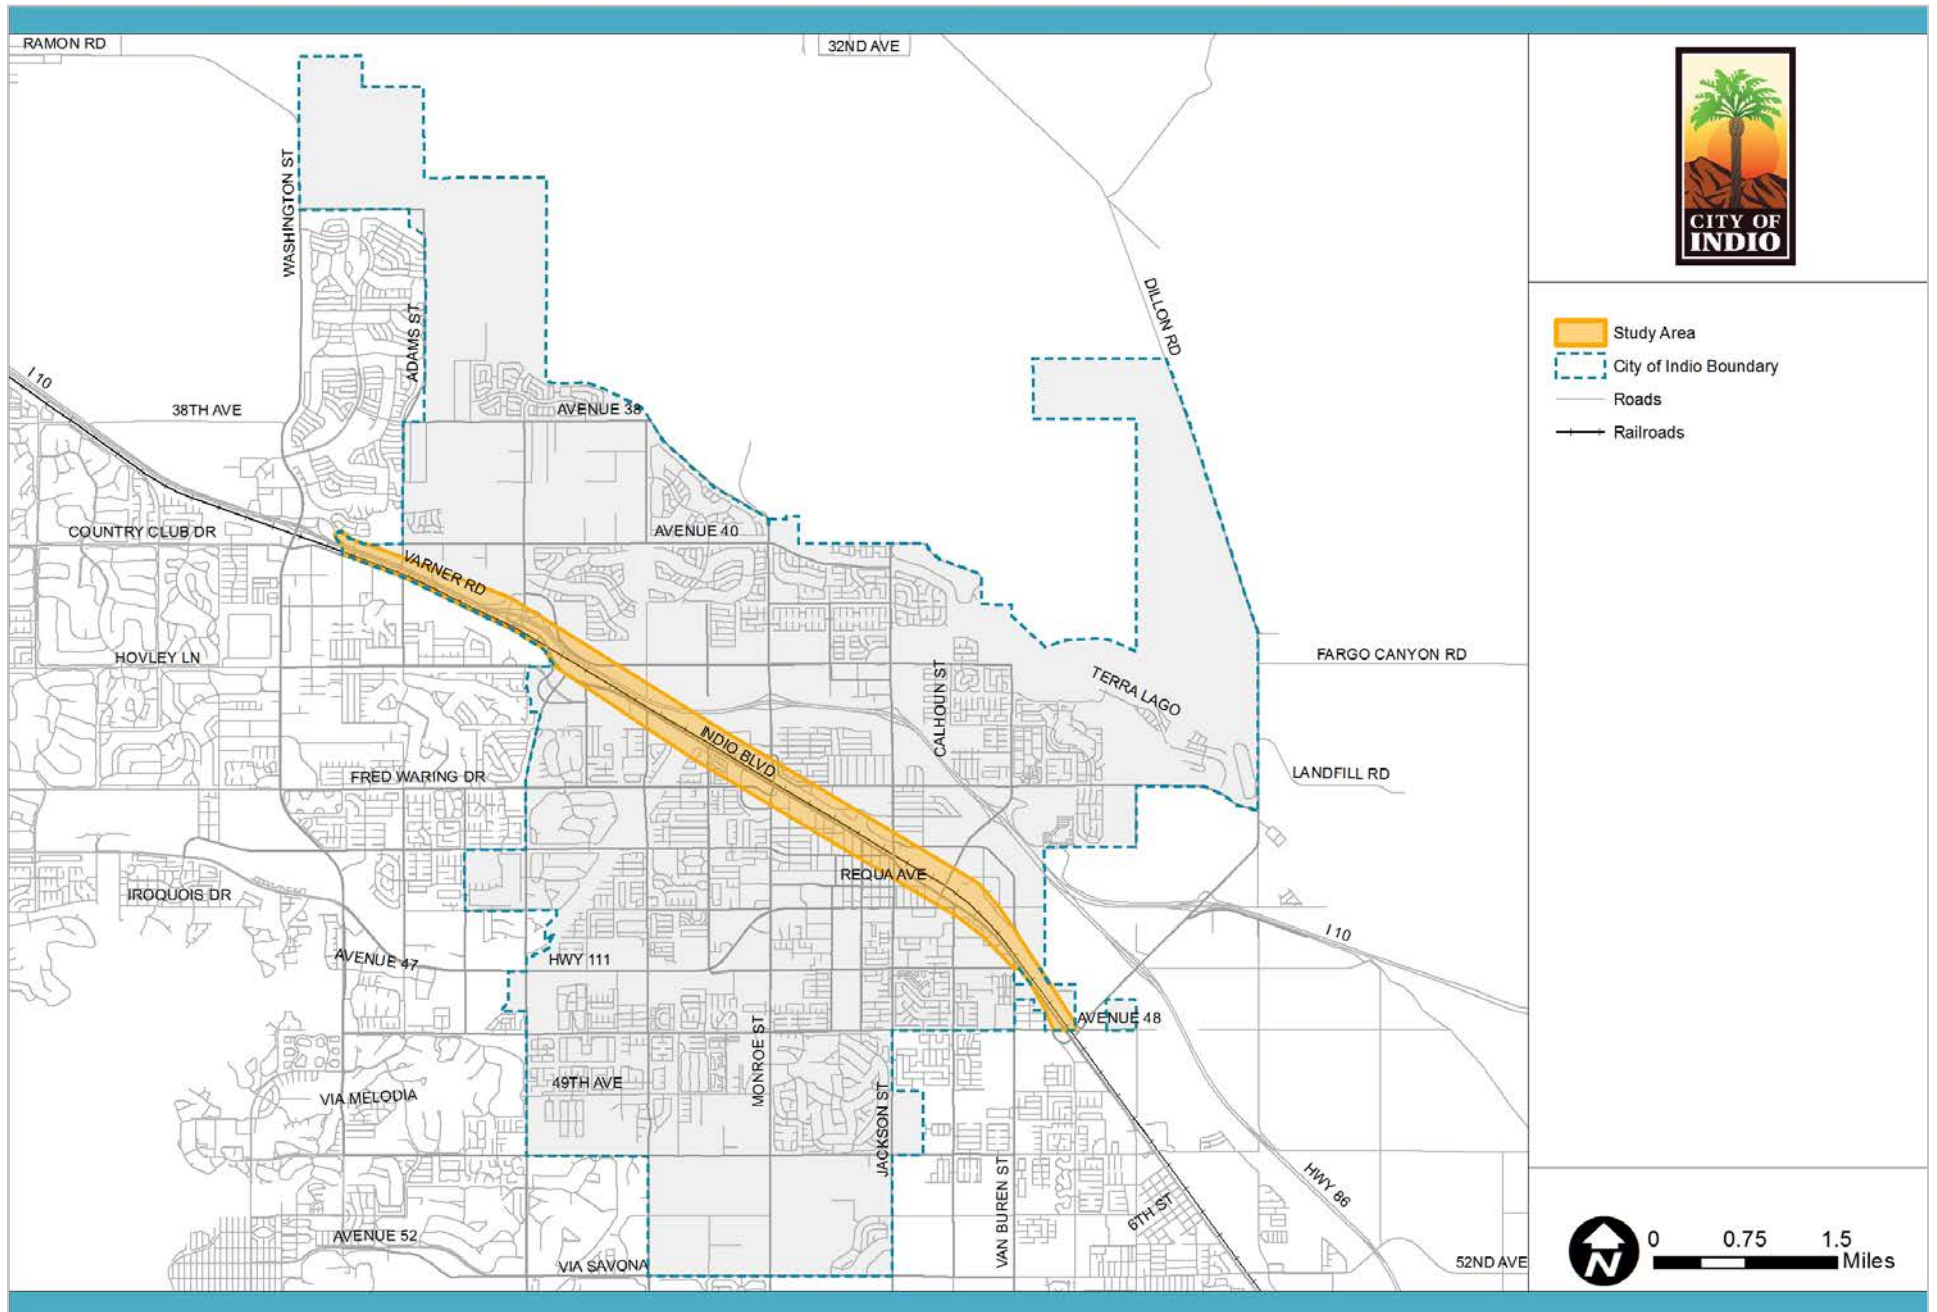 RAMON RD
32ND AVE
WASHINGTON ST
ADAMS ST
DILLON RD
I 10
38TH AVE
AVENUE 38
COUNTRY CLUB DR
AVENUE 40
VARNER RD
HOVLEY LN
FARGO CANYON RD
TERRA LAGO
CALHOUN ST
INDIO BLVD
FRED WARING DR
LANDFILL RD
REQUA AVE
IROQUOIS DR
I 10
AVENUE 47
HWY 111
AVENUE 48
MONROE ST
49TH AVE
VIA MELODIA
JACKSON ST
VAN BUREN ST
HWY 86
6TH ST
AVENUE 52
VIA SAVONA
52ND AVE
CITY OF
INDIO
Study Area
City of Indio Boundary
Roads
Railroads
N
0 0.75 1.5
Miles